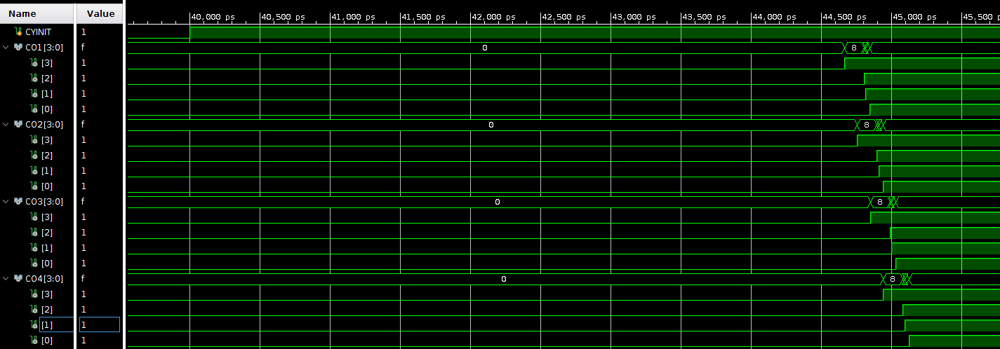 Name Value 40,000 ps 40,500 ps 41,000 ps 41,500 ps 42,000 ps 42,500 ps 43,000 ps 43,500 ps 44,000 ps 44,500 ps 45,000 ps 45,500
CYINIT 1
CO1[3:0] f 0 8
[3] 1
[2] 1
[1] 1
[0] 1
CO2[3:0] f 0 8
[3] 1
[2] 1
[1] 1
[0] 1
CO3[3:0] f 0 8
[3] 1
[2] 1
[1] 1
[0] 1
CO4[3:0] f 0 8
[3] 1
[2] 1
[1] 1
[0] 1